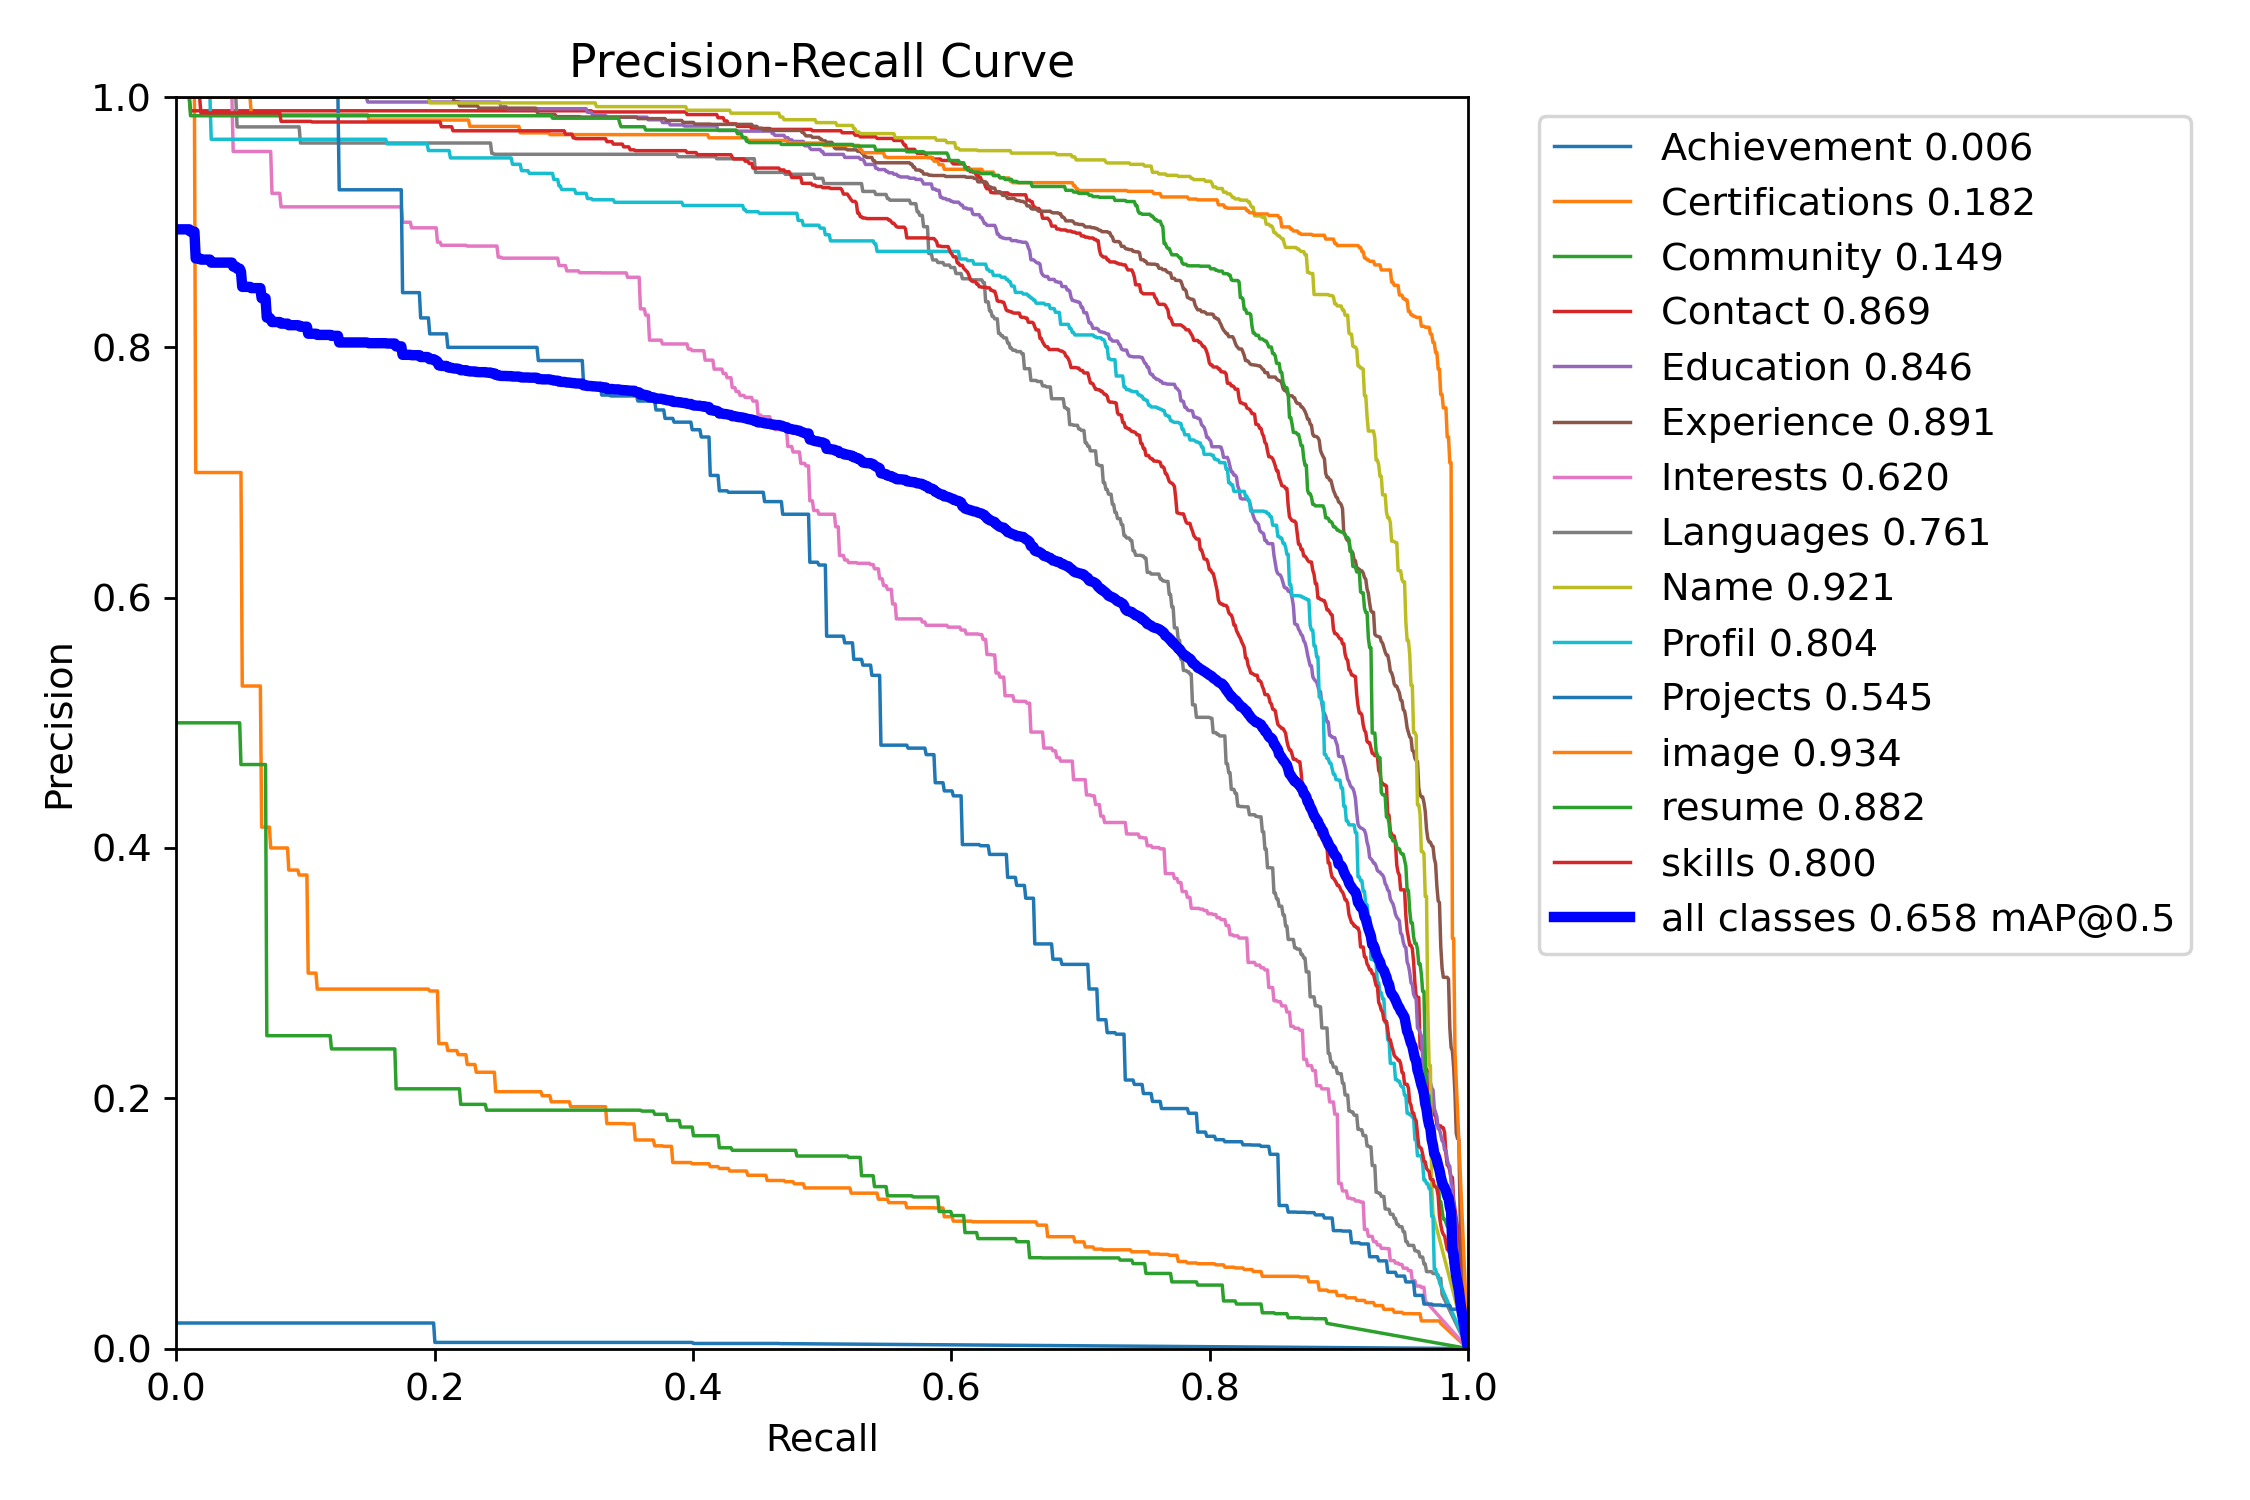 Precision-Recall Curve
1.0
0.8
0.6
0.4
0.2
0.0
Precision
0.0 0.2 0.4 0.6 0.8 1.0
Recall
Achievement 0.006
Certifications 0.182
Community 0.149
Contact 0.869
Education 0.846
Experience 0.891
Interests 0.620
Languages 0.761
Name 0.921
Profil 0.804
Projects 0.545
image 0.934
resume 0.882
skills 0.800
all classes 0.658 mAP@0.5